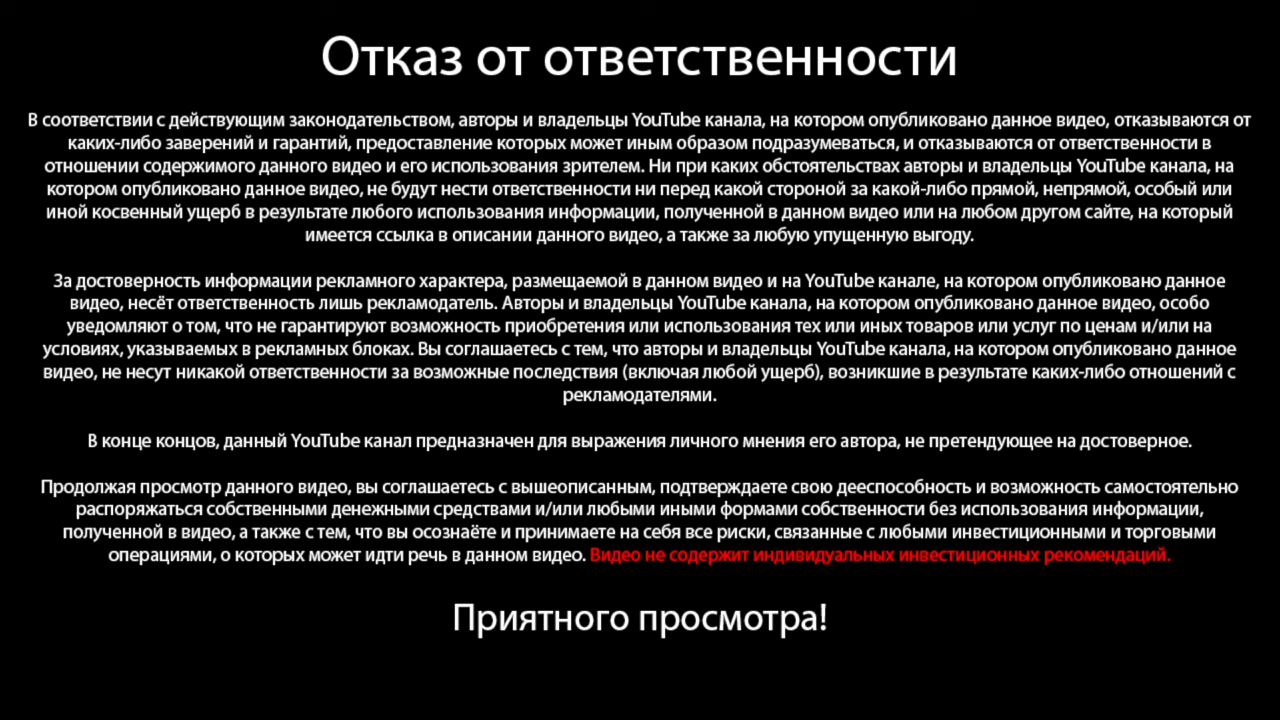 Отказ от ответственности
В соответствии с действующим законодательством, авторы и владельцы YouTube канала, на котором опубликовано данное видео, отказываются от
каких-либо заверений и гарантий, предоставление которых может иным образом подразумеваться, и отказываются от ответственности в
отношении содержимого данного видео и его использования зрителем. Ни при каких обстоятельствах авторы и владельцы YouTube канала, на
котором опубликовано данное видео, не будут нести ответственности ни перед какой стороной за какой-либо прямой, непрямой, особый или
иной косвенный ущерб в результате любого использования информации, полученной в данном видео или на любом другом сайте, на который
имеется ссылка в описании данного видео, а также за любую упущенную выгоду.
За достоверность информации рекламного характера, размещаемой в данном видео и на YouTube канале, на котором опубликовано данное
видео, несёт ответственность лишь рекламодатель. Авторы и владельцы YouTube канала, на котором опубликовано данное видео, особо
уведомляют о том, что не гарантируют возможность приобретения или использования тех или иных товаров или услуг по ценам и/или на
условиях, указываемых в рекламных блоках. Вы соглашаетесь с тем, что авторы и владельцы YouTube канала, на котором опубликовано данное
видео, не несут никакой ответственности за возможные последствия (включая любой ущерб), возникшие в результате каких-либо отношений с
рекламодателями.
В конце концов, данный YouTube канал предназначен для выражения личного мнения его автора, не претендующее на достоверное.
Продолжая просмотр данного видео, вы соглашаетесь с вышеописанным, подтверждаете свою дееспособность и возможность самостоятельно
распоряжаться собственными денежными средствами и/или любыми иными формами собственности без использования информации,
полученной в видео, а также с тем, что вы осознаёте и принимаете на себя все риски, связанные с любыми инвестиционными и торговыми
операциями, о которых может идти речь в данном видео. Видео не содержит индивидуальных инвестиционных рекомендаций.
Приятного просмотра!